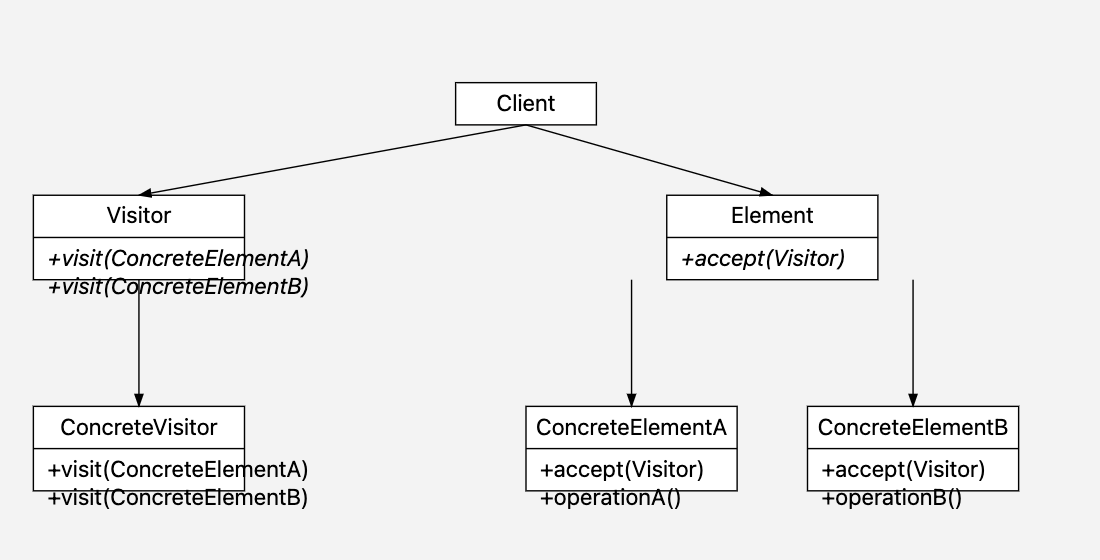 Client
Visitor
+visit(ConcreteElementA)
+visit(ConcreteElementB)
Element
+accept(Visitor)
ConcreteVisitor
+visit(ConcreteElementA)
+visit(ConcreteElementB)
ConcreteElementA
+accept(Visitor)
+operationA()
ConcreteElementB
+accept(Visitor)
+operationB()